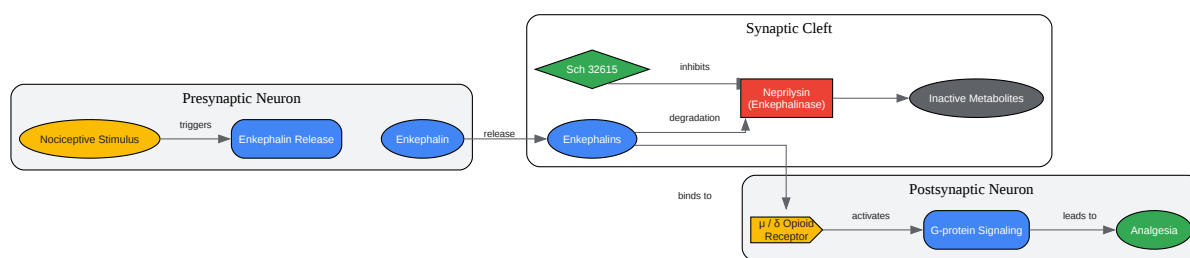 Synaptic Cleft
Sch 32615
inhibits
Neprilysin
(Enkephalinase)
Inactive Metabolites
Presynaptic Neuron
Nociceptive Stimulus
triggers
Enkephalin Release
Enkephalin
release
Enkephalins
degradation
binds to
Postsynaptic Neuron
μ / δ Opioid
Receptor
activates
G-protein Signaling
leads to
Analgesia